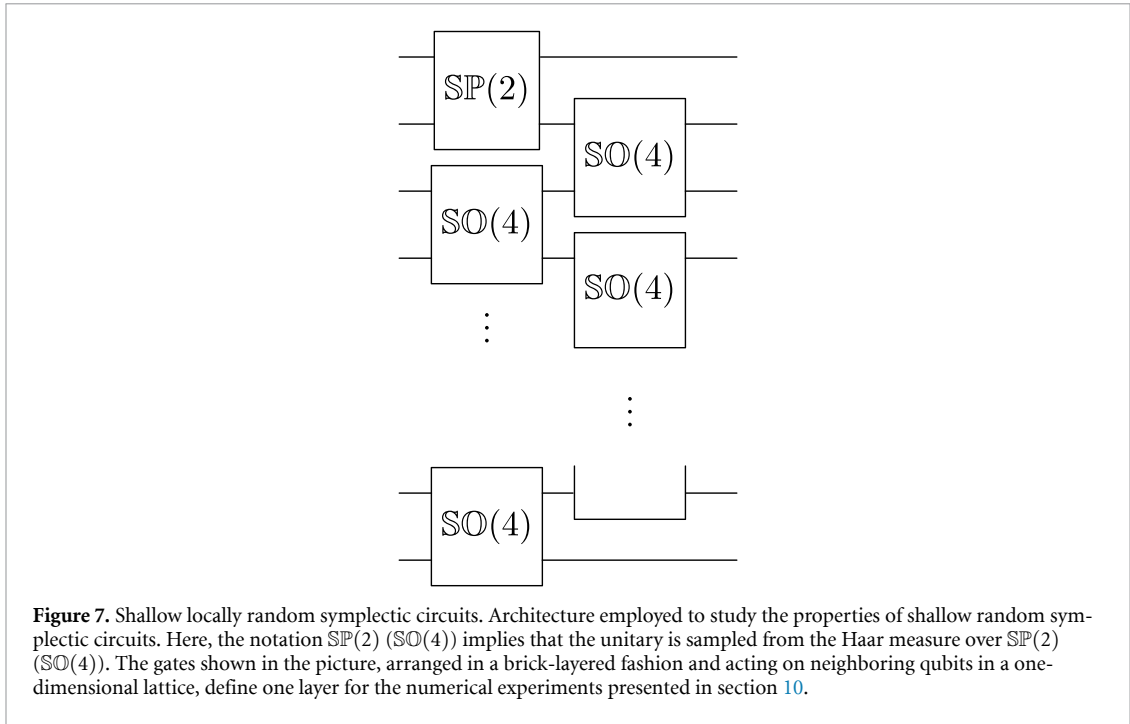 𝕊ℙ(2)
𝕊𝕆(4)
𝕊𝕆(4)
𝕊𝕆(4)
⋮
⋮
𝕊𝕆(4)
Figure 7. Shallow locally random symplectic circuits. Architecture employed to study the properties of shallow random sym-
plectic circuits. Here, the notation 𝕊ℙ(2) (𝕊𝕆(4)) implies that the unitary is sampled from the Haar measure over 𝕊ℙ(2)
(𝕊𝕆(4)). The gates shown in the picture, arranged in a brick-layered fashion and acting on neighboring qubits in a one-
dimensional lattice, define one layer for the numerical experiments presented in section 10.